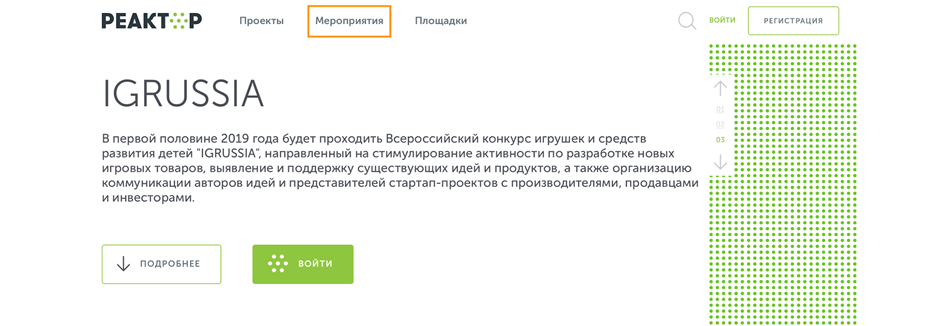 РЕАКТОР Проекты Мероприятия Площадки ВОЙТИ РЕГИСТРАЦИЯ
IGRUSSIA
В первой половине 2019 года будет проходить Всероссийский конкурс игрушек и средств
развития детей "IGRUSSIA", направленный на стимулирование активности по разработке новых
игровых товаров, выявление и поддержку существующих идей и продуктов, а также организацию
коммуникации авторов идей и представителей стартап-проектов с производителями, продавцами
и инвесторами.
01
02
03
ПОДРОБНЕЕ ВОЙТИ